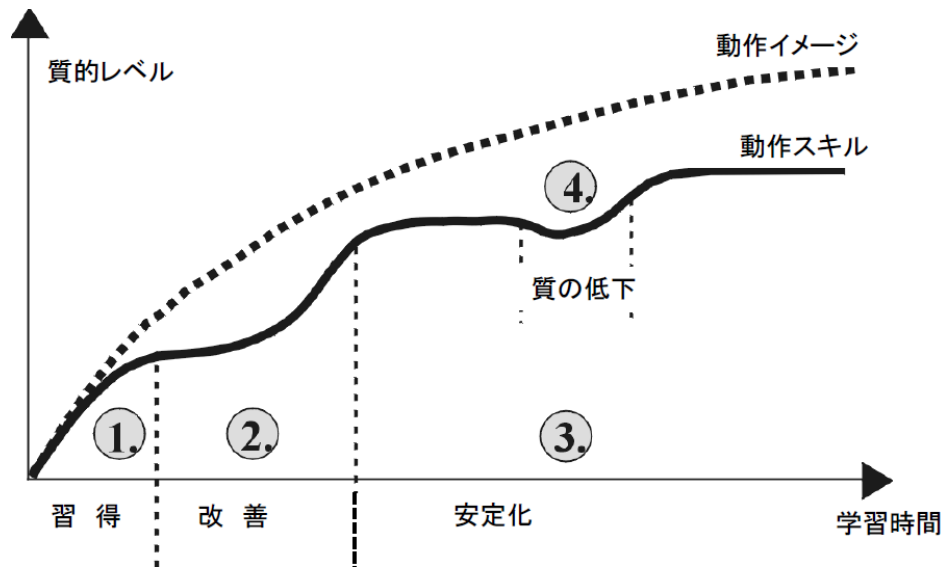 質的レベル
動作イメージ
動作スキル
4.
質の低下
1.
2.
3.
習 得
改 善
安定化
学習時間